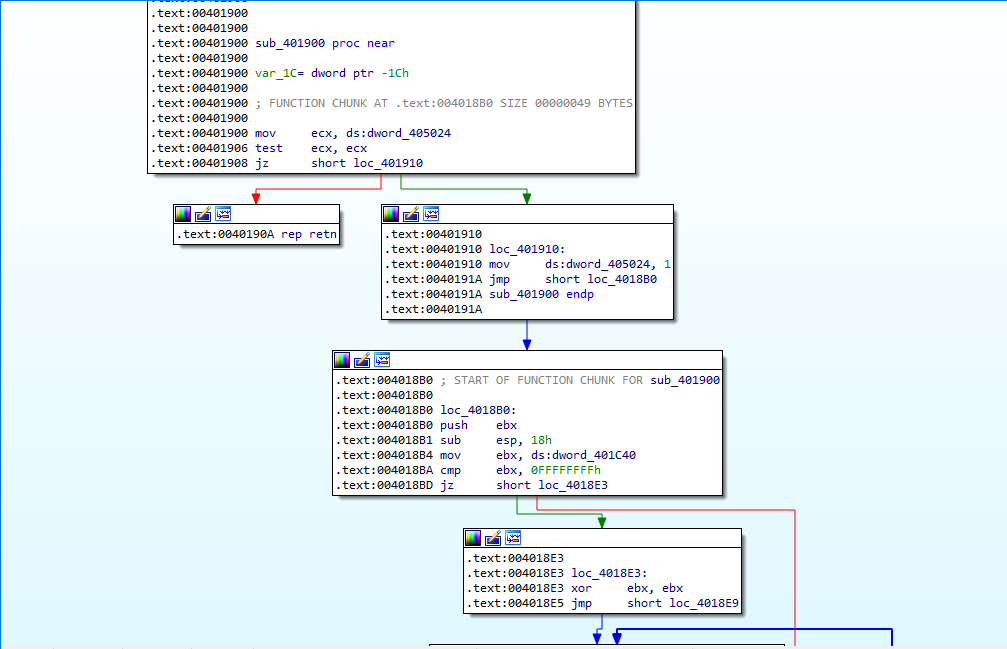 .text:00401900
.text:00401900
.text:00401900 sub_401900 proc near
.text:00401900
.text:00401900 var_1C= dword ptr -1Ch
.text:00401900
.text:00401900 ; FUNCTION CHUNK AT .text:004018B0 SIZE 00000049 BYTES
.text:00401900
.text:00401900 mov     ecx, ds:dword_405024
.text:00401906 test    ecx, ecx
.text:00401908 jz      short loc_401910
.text:0040190A rep retn
.text:00401910
.text:00401910 loc_401910:
.text:00401910 mov     ds:dword_405024, 1
.text:0040191A jmp     short loc_4018B0
.text:0040191A sub_401900 endp
.text:0040191A
.text:004018B0 ; START OF FUNCTION CHUNK FOR sub_401900
.text:004018B0
.text:004018B0 loc_4018B0:
.text:004018B0 push    ebx
.text:004018B1 sub     esp, 18h
.text:004018B4 mov     ebx, ds:dword_401C40
.text:004018BA cmp     ebx, 0FFFFFFFFh
.text:004018BD jz      short loc_4018E3
.text:004018E3
.text:004018E3 loc_4018E3:
.text:004018E3 xor     ebx, ebx
.text:004018E5 jmp     short loc_4018E9